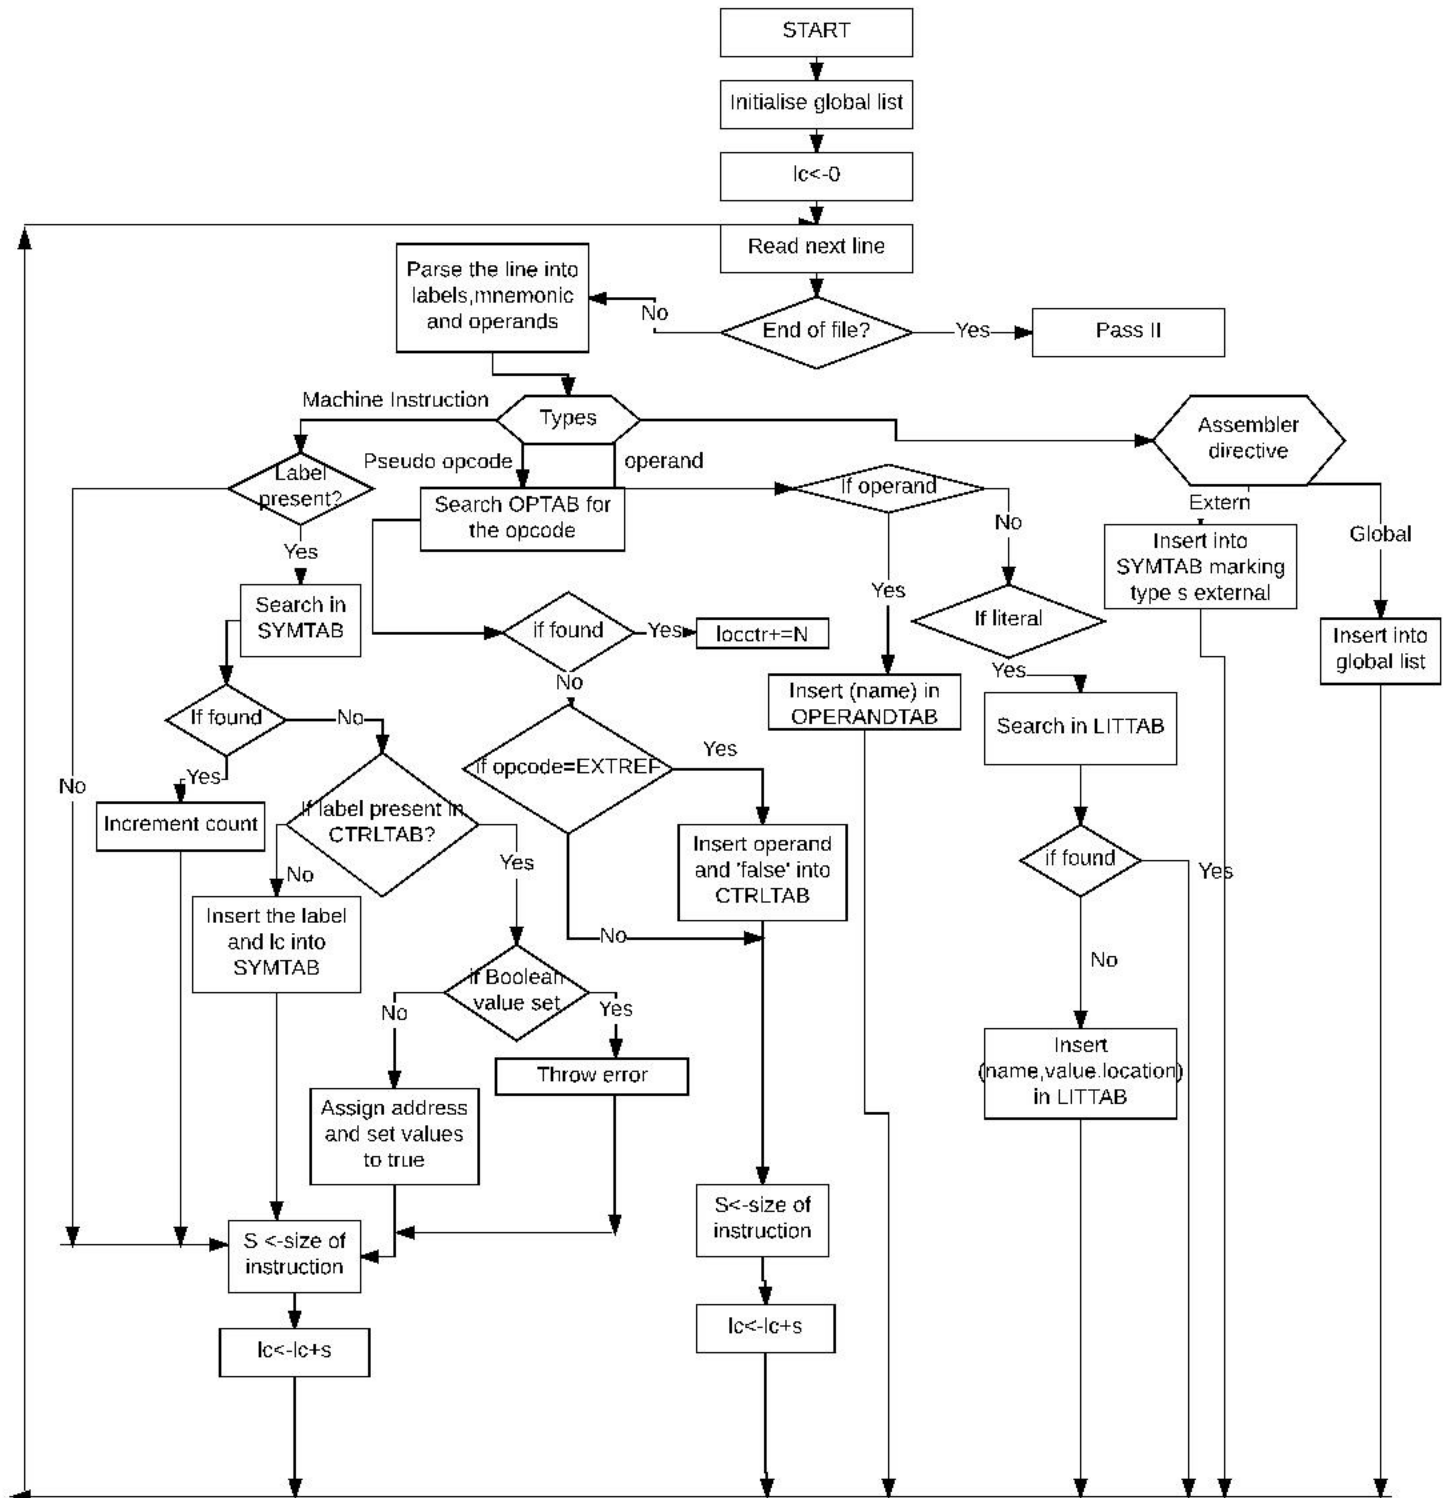 START
Initialise global list
lc<-0
Read next line
Parse the line into
labels,mnemonic
and operands
No
End of file?
Yes
Pass II
Machine Instruction
Types
Assembler
directive
Pseudo opcode
operand
Label
present?
Search OPTAB for
the opcode
If operand
No
Extern
Global
Yes
Insert into
SYMTAB marking
type s external
Yes
Search in
SYMTAB
if found
Yes
locctr+=N
If literal
Insert into
global list
No
Yes
Insert (name) in
OPERANDTAB
If found
No
Search in LITTAB
Yes
if opcode=EXTREF
Yes
No
Increment count
If label present in
CTRLTAB?
Insert operand
and 'false' into
CTRLTAB
if found
Yes
Yes
No
Insert the label
and lc into
SYMTAB
No
No
if Boolean
value set
No
Yes
Insert
(name,value.location)
in LITTAB
Throw error
Assign address
and set values
to true
S<-size of
instruction
S <-size of
instruction
lc<-lc+s
lc<-lc+s